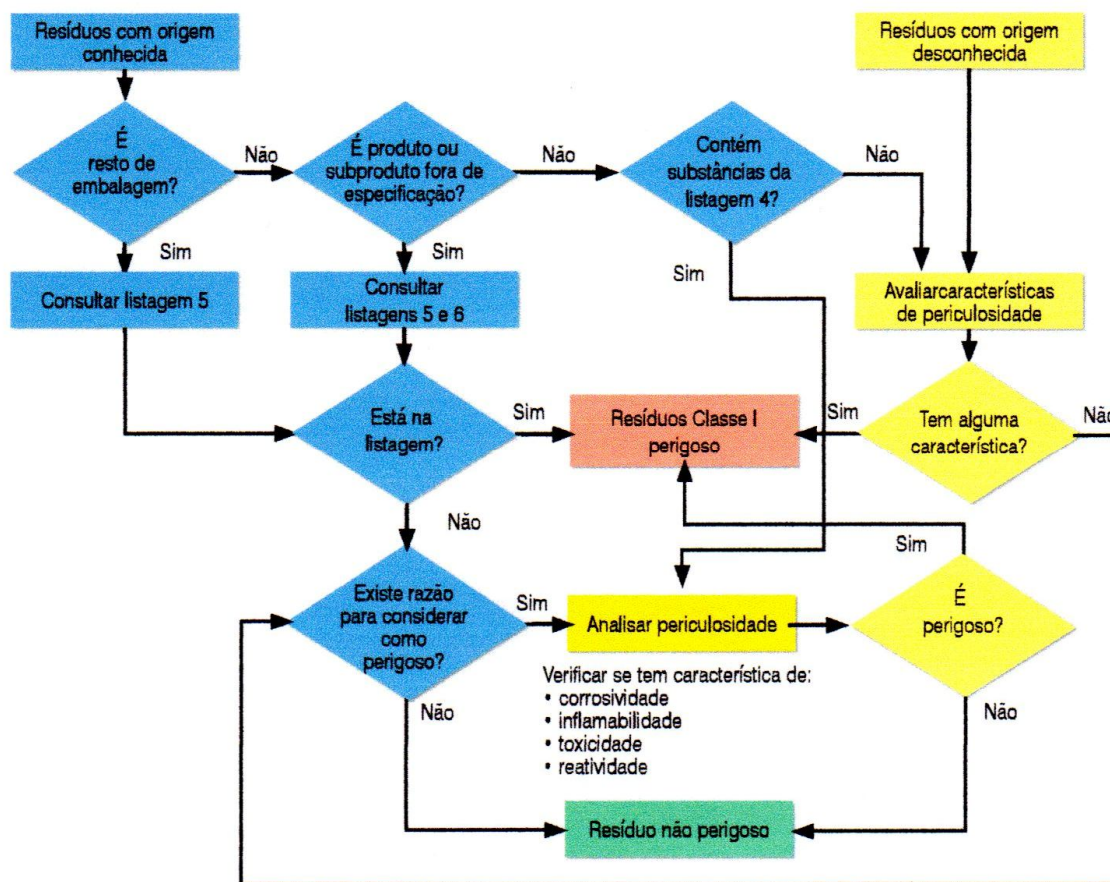 Resíduos com origem
conhecida
Resíduos com origem
desconhecida
É
resto de
embalagem?
Não
É produto ou
subproduto fora de
especificação?
Não
Contém
substâncias da
listagem 4?
Não
Sim
Sim
Sim
Consultar listagem 5
Consultar
listagens 5 e 6
Avaliarcaracterísticas
de periculosidade
Está na
listagem?
Sim
Resíduos Classe I
perigoso
Sim
Tem alguma
característica?
Não
Não
Sim
Existe razão
para considerar
como
perigoso?
Sim
Analisar periculosidade
É
perigoso?
Verificar se tem característica de:
• corrosividade
• inflamabilidade
• toxicidade
• reatividade
Não
Não
Resíduo não perigoso